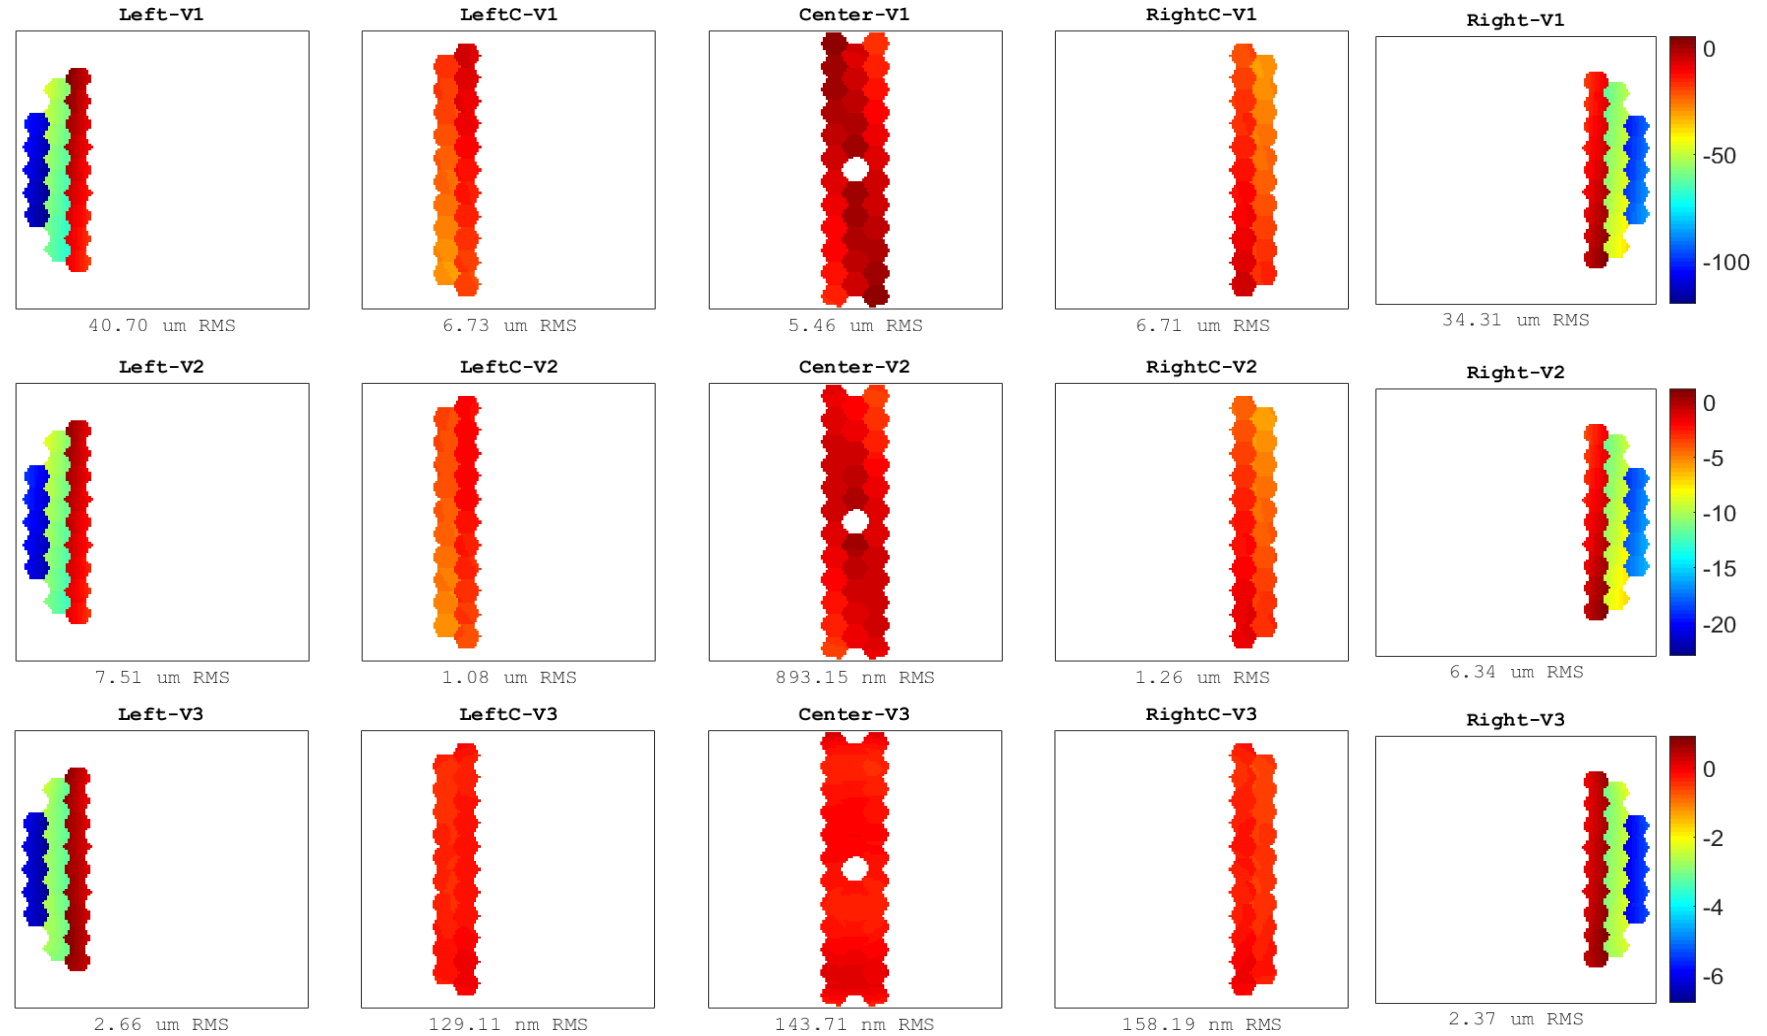 Left-V1 LeftC-V1 Center-V1 RightC-V1 Right-V1
0
-50
-100
40.70 um RMS 6.73 um RMS 5.46 um RMS 6.71 um RMS 34.31 um RMS
Left-V2 LeftC-V2 Center-V2 RightC-V2 Right-V2
0
-5
-10
-15
-20
7.51 um RMS 1.08 um RMS 893.15 nm RMS 1.26 um RMS 6.34 um RMS
Left-V3 LeftC-V3 Center-V3 RightC-V3 Right-V3
0
-2
-4
-6
2.66 um RMS 129.11 nm RMS 143.71 nm RMS 158.19 nm RMS 2.37 um RMS